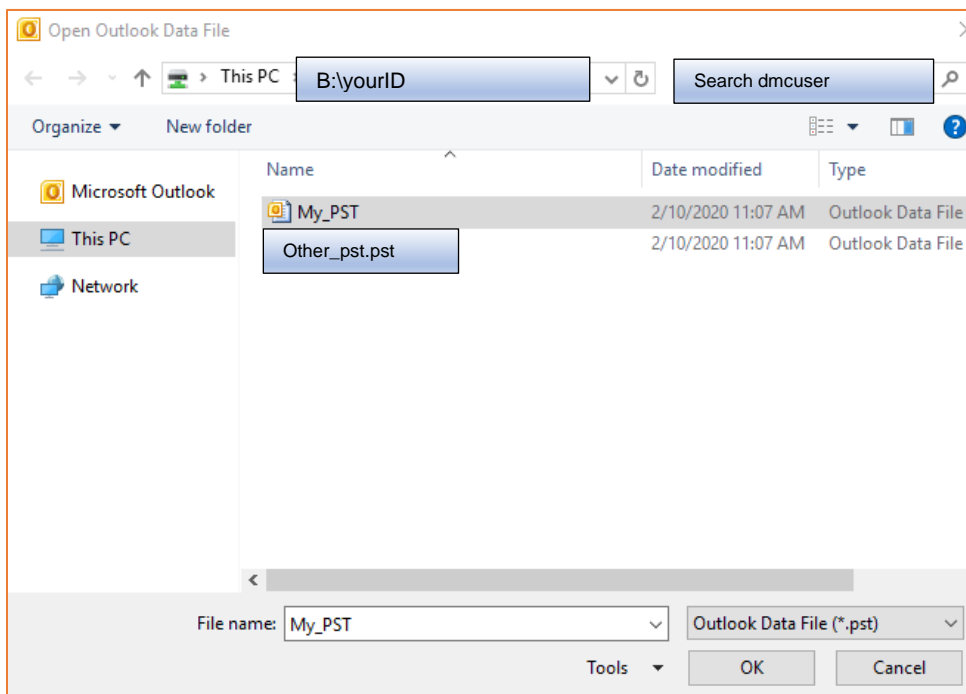 Open Outlook Data File
This PC B:\yourID Search dmcuser
Organize New folder
Name Date modified Type
Microsoft Outlook
My_PST 2/10/2020 11:07 AM Outlook Data File
This PC
Other_pst.pst 2/10/2020 11:07 AM Outlook Data File
Network
File name: My_PST Outlook Data File (*.pst)
Tools OK Cancel